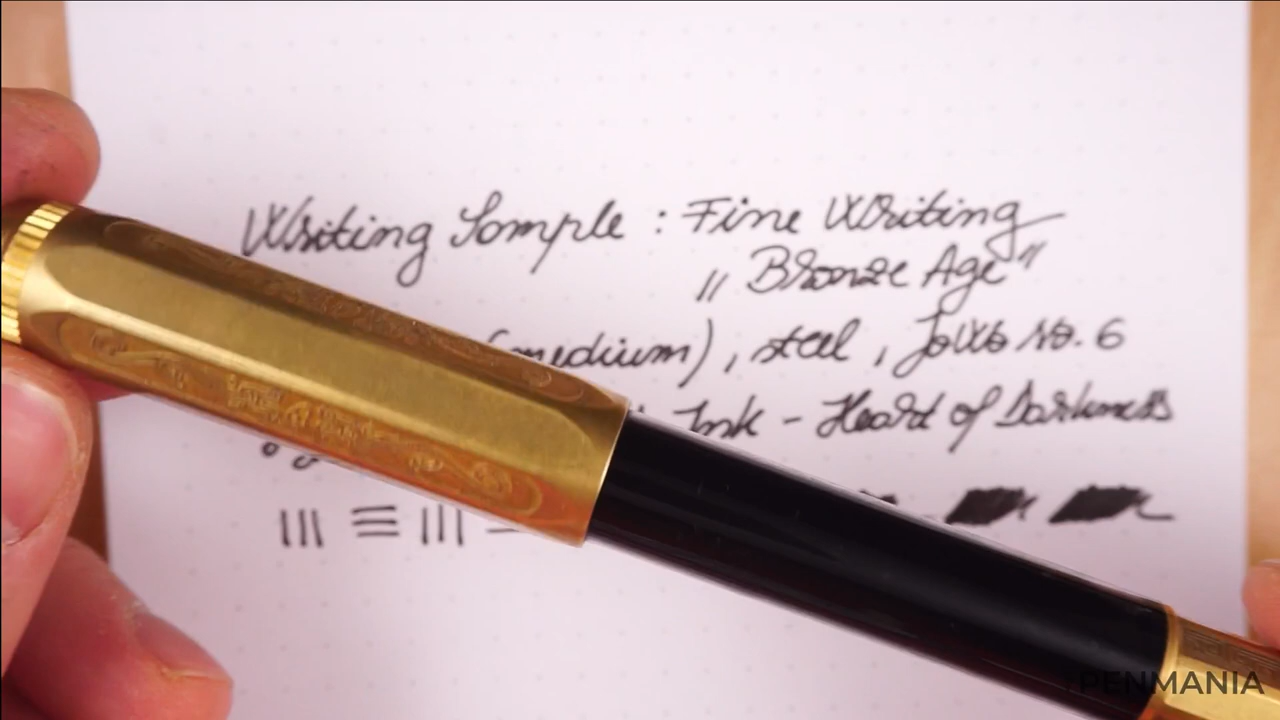 Writing Sample : Fine Writing
"Bronze Age"
(medium), steel, JoWo No. 6
Ink - Heart of Darkness
PENMANIA